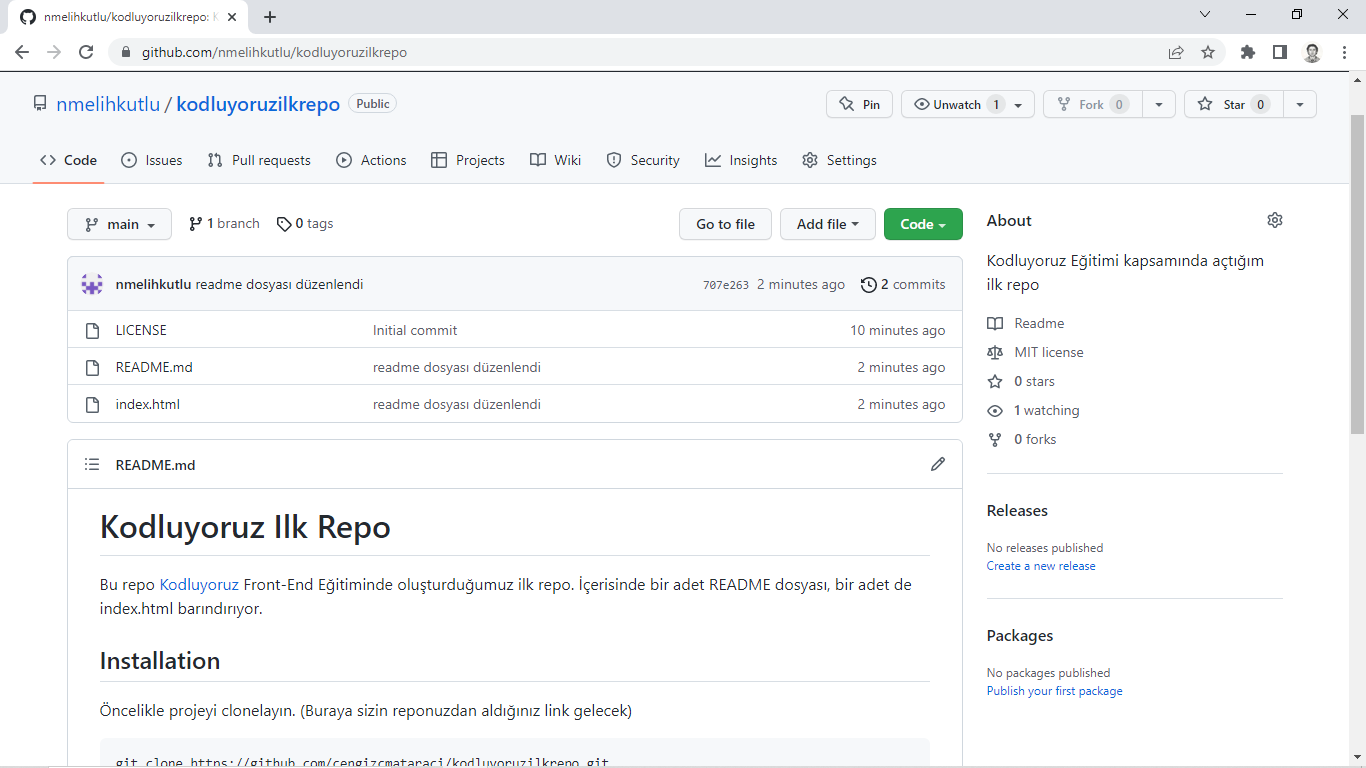 nmelihkutlu/kodluyoruzilkrepo: K
github.com/nmelihkutlu/kodluyoruzilkrepo
nmelihkutlu / kodluyoruzilkrepo Public
Pin Unwatch 1 Fork 0 Star 0
Code Issues Pull requests Actions Projects Wiki Security Insights Settings
main 1 branch 0 tags Go to file Add file Code
nmelihkutlu readme dosyası düzenlendi 707e263 2 minutes ago 2 commits
LICENSE Initial commit 10 minutes ago
README.md readme dosyası düzenlendi 2 minutes ago
index.html readme dosyası düzenlendi 2 minutes ago
README.md
Kodluyoruz Ilk Repo
Bu repo Kodluyoruz Front-End Eğitiminde oluşturduğumuz ilk repo. İçerisinde bir adet README dosyası, bir adet de
index.html barındırıyor.
Installation
Öncelikle projeyi clonelayın. (Buraya sizin reponuzdan aldığınız link gelecek)
git clone https://github.com/cengizcmataraci/kodluyoruzilkrepo.git
About
Kodluyoruz Eğitimi kapsamında açtığım
ilk repo
Readme
MIT license
0 stars
1 watching
0 forks
Releases
No releases published
Create a new release
Packages
No packages published
Publish your first package